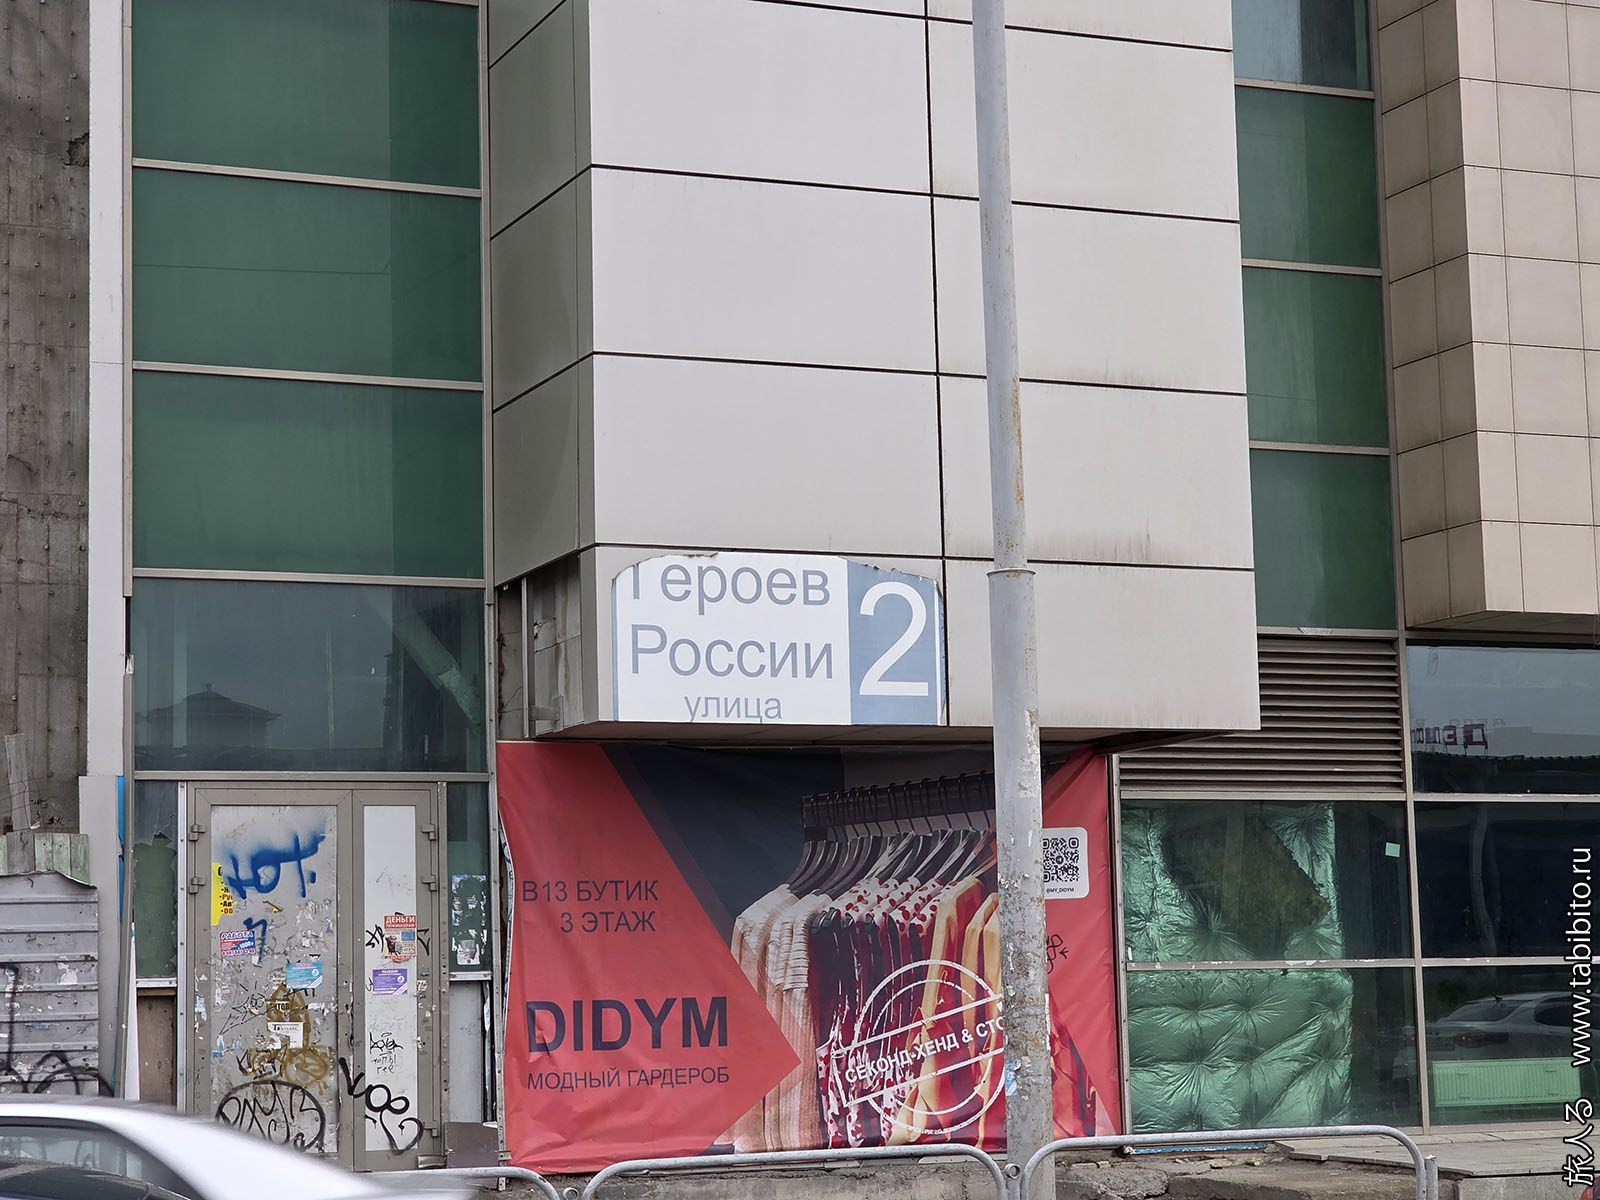 Героев
России
улица
2
В13 БУТИК
3 ЭТАЖ
DIDYM
МОДНЫЙ ГАРДЕРОБ
СЕКОНД-ХЕНД & СТО
@MY_DIDYM
ДЕНЬГИ
РАБОТА
www.tabibito.ru
旅人る